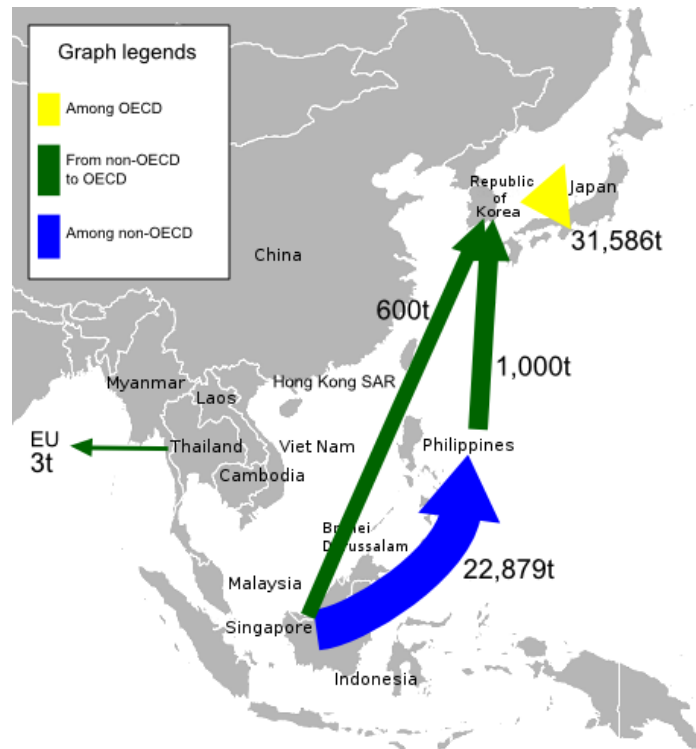 Graph legends
Among OECD
From non-OECD
to OECD
Among non-OECD
Republic
of
Korea
Japan
31,586t
China
600t
1,000t
Hong Kong SAR
Myanmar
Laos
EU
3t
Thailand
Viet Nam
Philippines
Cambodia
Brunei
Darussalam
22,879t
Malaysia
Singapore
Indonesia